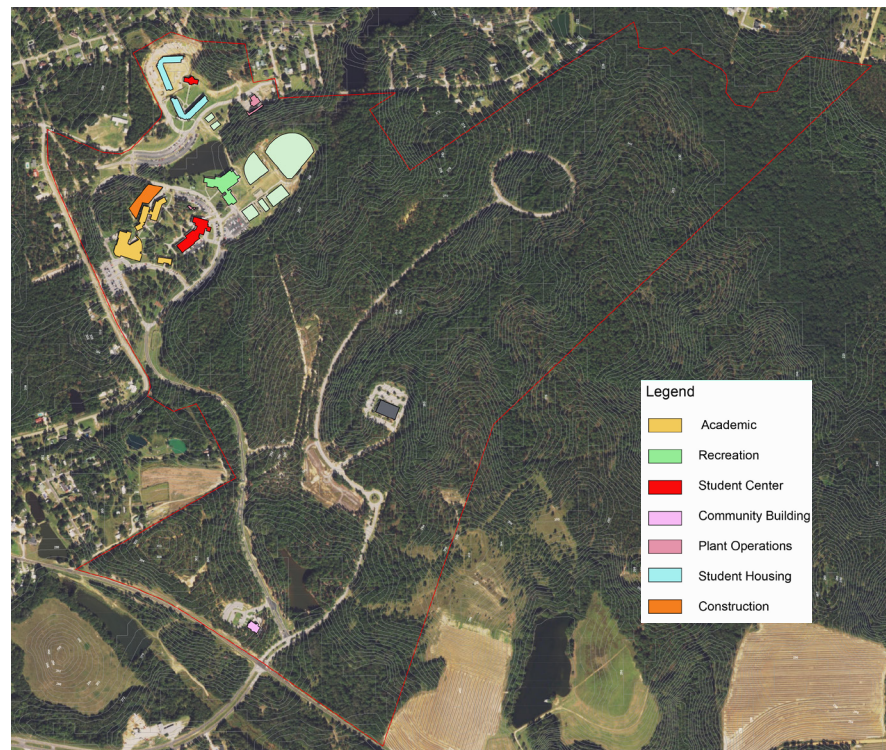 Legend
Academic
Recreation
Student Center
Community Building
Plant Operations
Student Housing
Construction